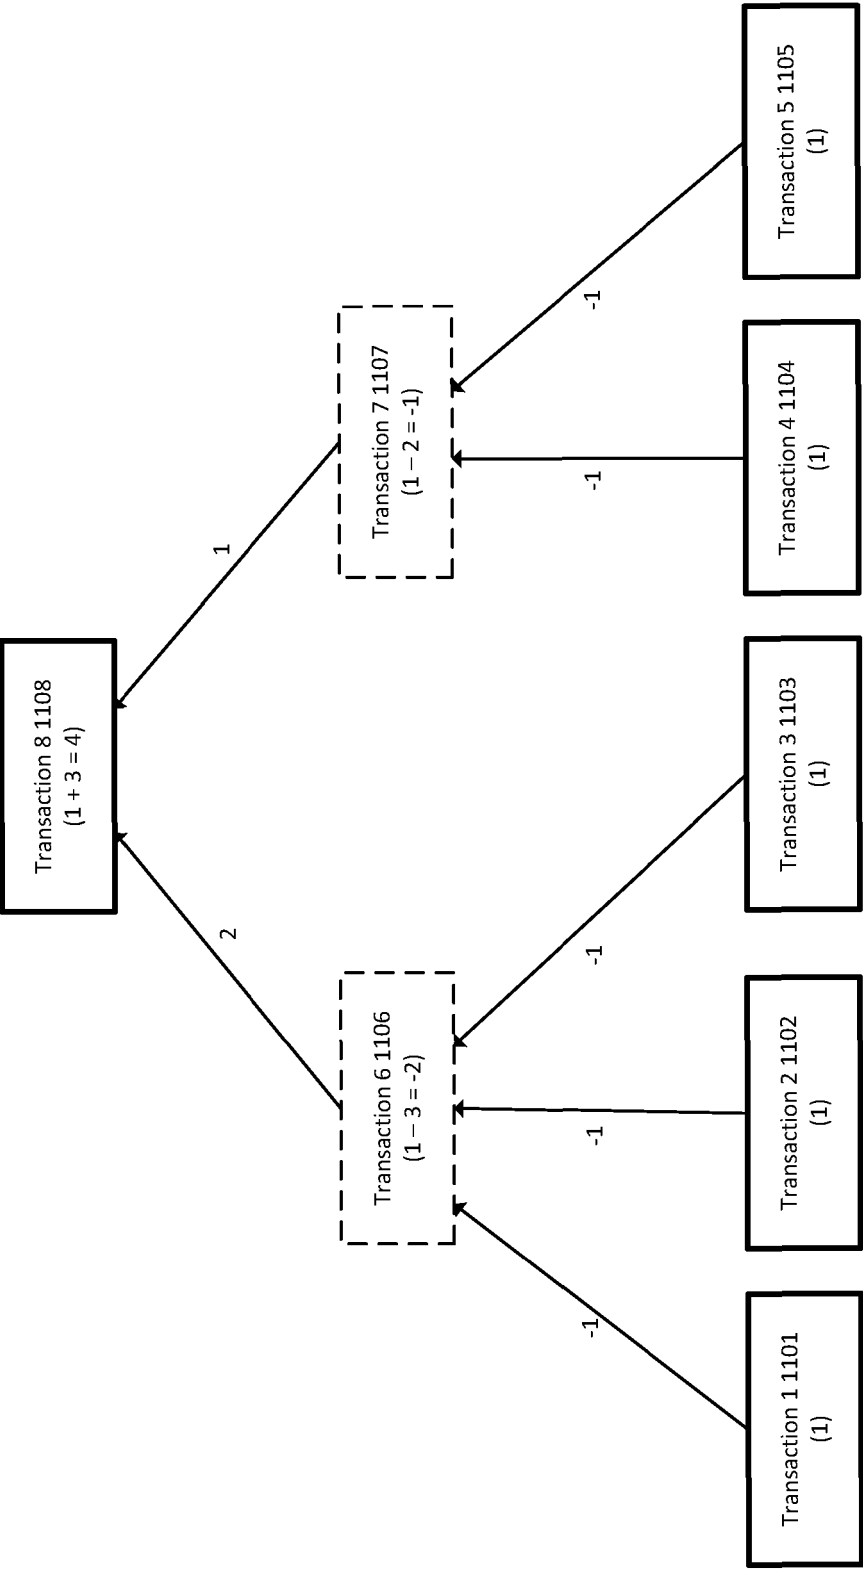 Transaction 8 1108
(1 + 3 = 4)
2
1
Transaction 6 1106
(1 – 3 = -2)
Transaction 7 1107
(1 – 2 = -1)
-1
-1
-1
-1
-1
Transaction 1 1101
(1)
Transaction 2 1102
(1)
Transaction 3 1103
(1)
Transaction 4 1104
(1)
Transaction 5 1105
(1)